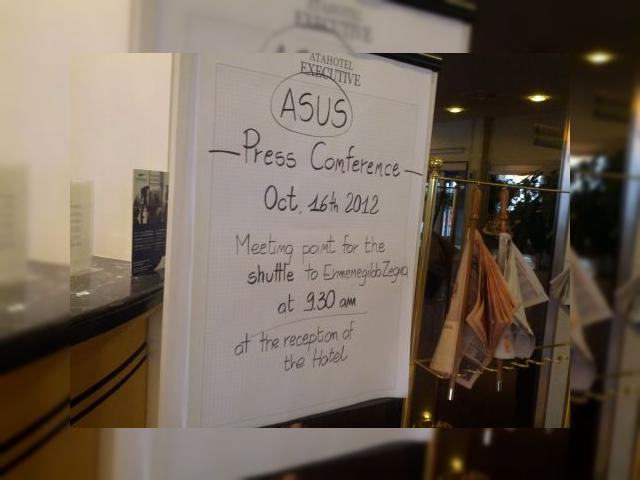 ATAHOTEL
EXECUTIVE
ASUS
— Press Conference —
Oct, 16th 2012
Meeting point for the
shuttle to ErmenegildoZegna
at 9.30 am
at the reception of
the Hotel